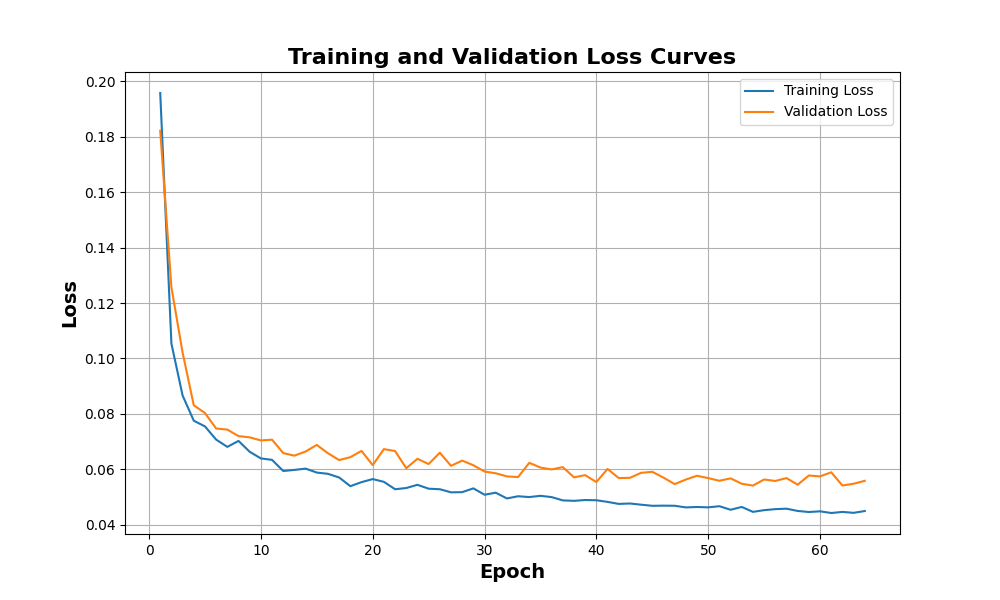 Training and Validation Loss Curves
Training Loss
Validation Loss
Loss
0.20
0.18
0.16
0.14
0.12
0.10
0.08
0.06
0.04
0 10 20 30 40 50 60
Epoch